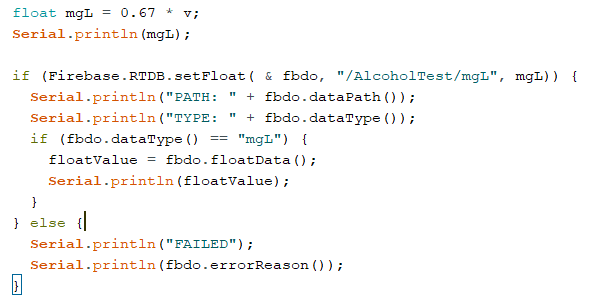 float mgL = 0.67 * v;
Serial.println(mgL);

if (Firebase.RTDB.setFloat( & fbdo, "/AlcoholTest/mgL", mgL)) {
  Serial.println("PATH: " + fbdo.dataPath());
  Serial.println("TYPE: " + fbdo.dataType());
  if (fbdo.dataType() == "mgL") {
    floatValue = fbdo.floatData();
    Serial.println(floatValue);
  }
} else {
  Serial.println("FAILED");
  Serial.println(fbdo.errorReason());
}